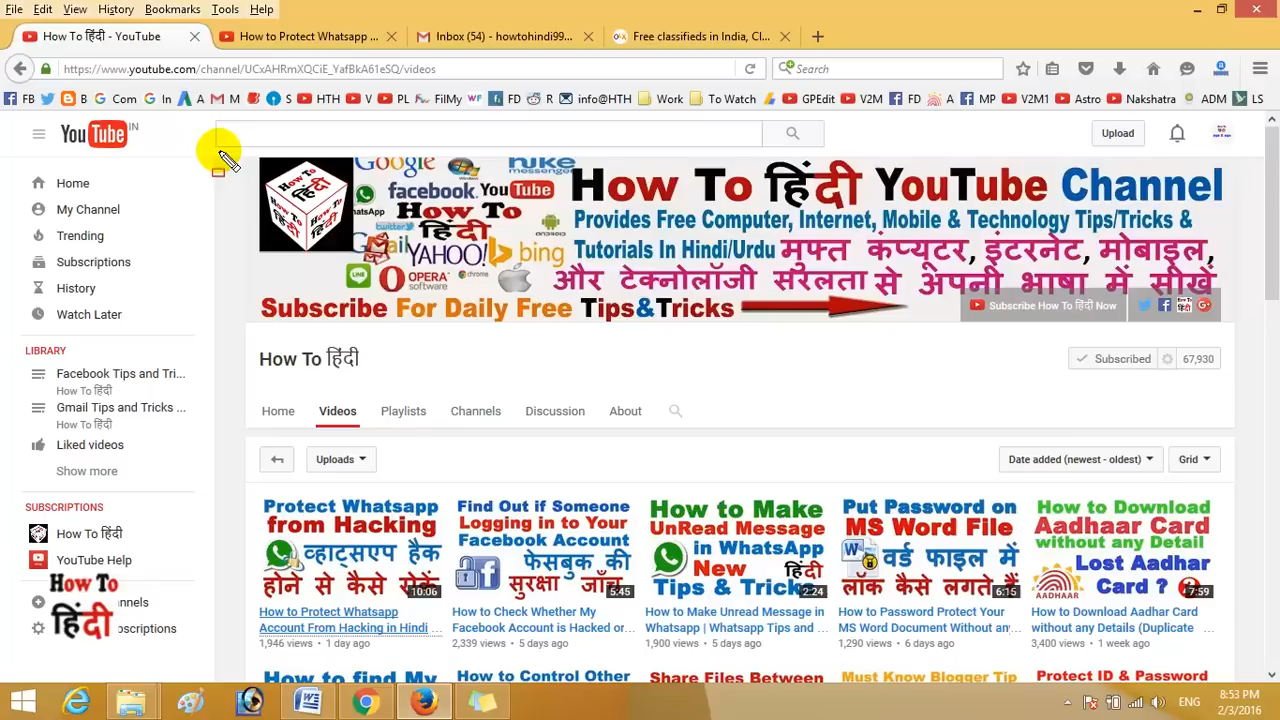 File Edit View History Bookmarks Tools Help
How To हिंदी - YouTube
How to Protect Whatsapp ...
Inbox (54) - howtohindi99...
Free classifieds in India, Cl...
https://www.youtube.com/channel/UCxAHRmXQCiE_YafBkA61eSQ/videos
Search
FB B Com In A M S HTH V PL FilMy FD R info@HTH Work To Watch GPEdit V2M FD A MP V2M1 Astro Nakshatra ADM LS
YouTube IN
Upload
Home
My Channel
Trending
Subscriptions
History
Watch Later
LIBRARY
Facebook Tips and Tri...
How To हिंदी
Gmail Tips and Tricks ...
How To हिंदी
Liked videos
Show more
SUBSCRIPTIONS
How To हिंदी
YouTube Help
How To
हिंदी
Google
facebook. YouTube
How To
हिंदी
twitter
YAHOO!
bing
LINE
OPERA
software
chrome
How To हिंदी YouTube Channel
Provides Free Computer, Internet, Mobile & Technology Tips/Tricks &
Tutorials In Hindi/Urdu मुफ्त कंप्यूटर, इंटरनेट, मोबाइल,
और टेक्नोलॉजी सरलता से अपनी भाषा में सीखें
Subscribe For Daily Free Tips&Tricks
Subscribe How To हिंदी Now
How To हिंदी
Subscribed 67,930
Home Videos Playlists Channels Discussion About
Uploads
Date added (newest - oldest)
Grid
Protect Whatsapp
from Hacking
व्हाट्सएप हैक
होने से कैसे रोकें
10:06
How to Protect Whatsapp
Account From Hacking in Hindi ...
1,946 views • 1 day ago
Find Out if Someone
Logging in to Your
Facebook Account
फेसबुक की
सुरक्षा जाँच
5:45
How to Check Whether My
Facebook Account is Hacked or...
2,339 views • 5 days ago
How to Make
UnRead Message
in WhatsApp
New हिंदी
Tips & Tricks
2:24
How to Make Unread Message in
Whatsapp | Whatsapp Tips and ...
1,900 views • 5 days ago
Put Password on
MS Word File
वर्ड फाइल में
लॉक कैसे लगाते हैं
6:15
How to Password Protect Your
MS Word Document Without an...
1,290 views • 6 days ago
How to Download
Aadhaar Card
without any Detail
Lost Aadhar
Card ?
AADHAAR
7:59
How to Download Aadhar Card
without any Details (Duplicate
3,400 views • 1 week ago
How to find My
How to Control Other
Share Files Between
Must Know Blogger Tip
Protect ID & Password
ENG
8:53 PM
2/3/2016